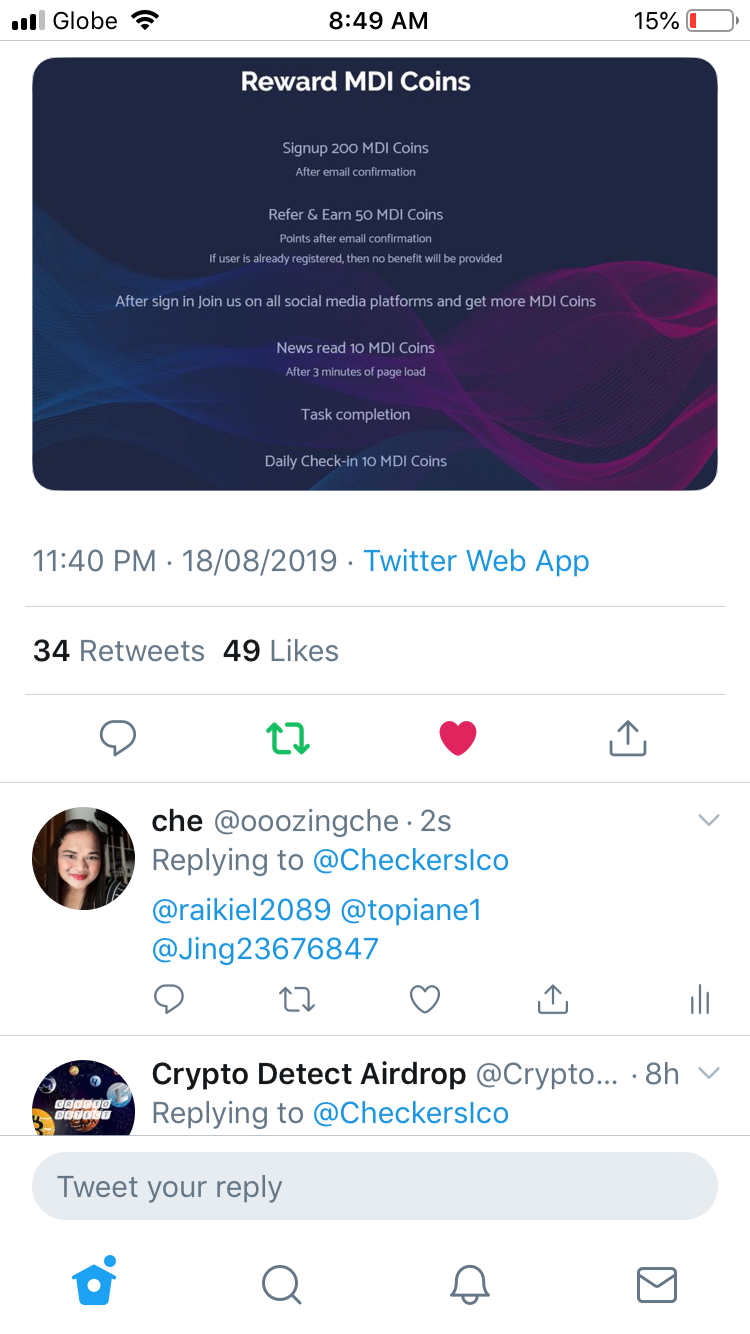 Globe 8:49 AM 15%
Reward MDI Coins
Signup 200 MDI Coins
After email confirmation
Refer & Earn 50 MDI Coins
Points after email confirmation
If user is already registered, then no benefit will be provided
After sign in Join us on all social media platforms and get more MDI Coins
News read 10 MDI Coins
After 3 minutes of page load
Task completion
Daily Check-in 10 MDI Coins
11:40 PM · 18/08/2019 · Twitter Web App
34 Retweets 49 Likes
che @ooozingche · 2s
Replying to @CheckersIco
@raikiel2089 @topiane1
@Jing23676847
Crypto Detect Airdrop @Crypto... · 8h
Replying to @CheckersIco
CRYPTO
DETECT
Tweet your reply